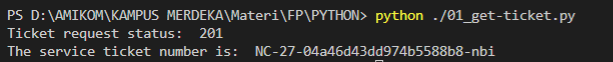 PS D:\AMIKOM\KAMPUS MERDEKA\Materi\FP\PYTHON> python ./01_get-ticket.py
Ticket request status:  201
The service ticket number is:  NC-27-04a46d43dd974b5588b8-nbi